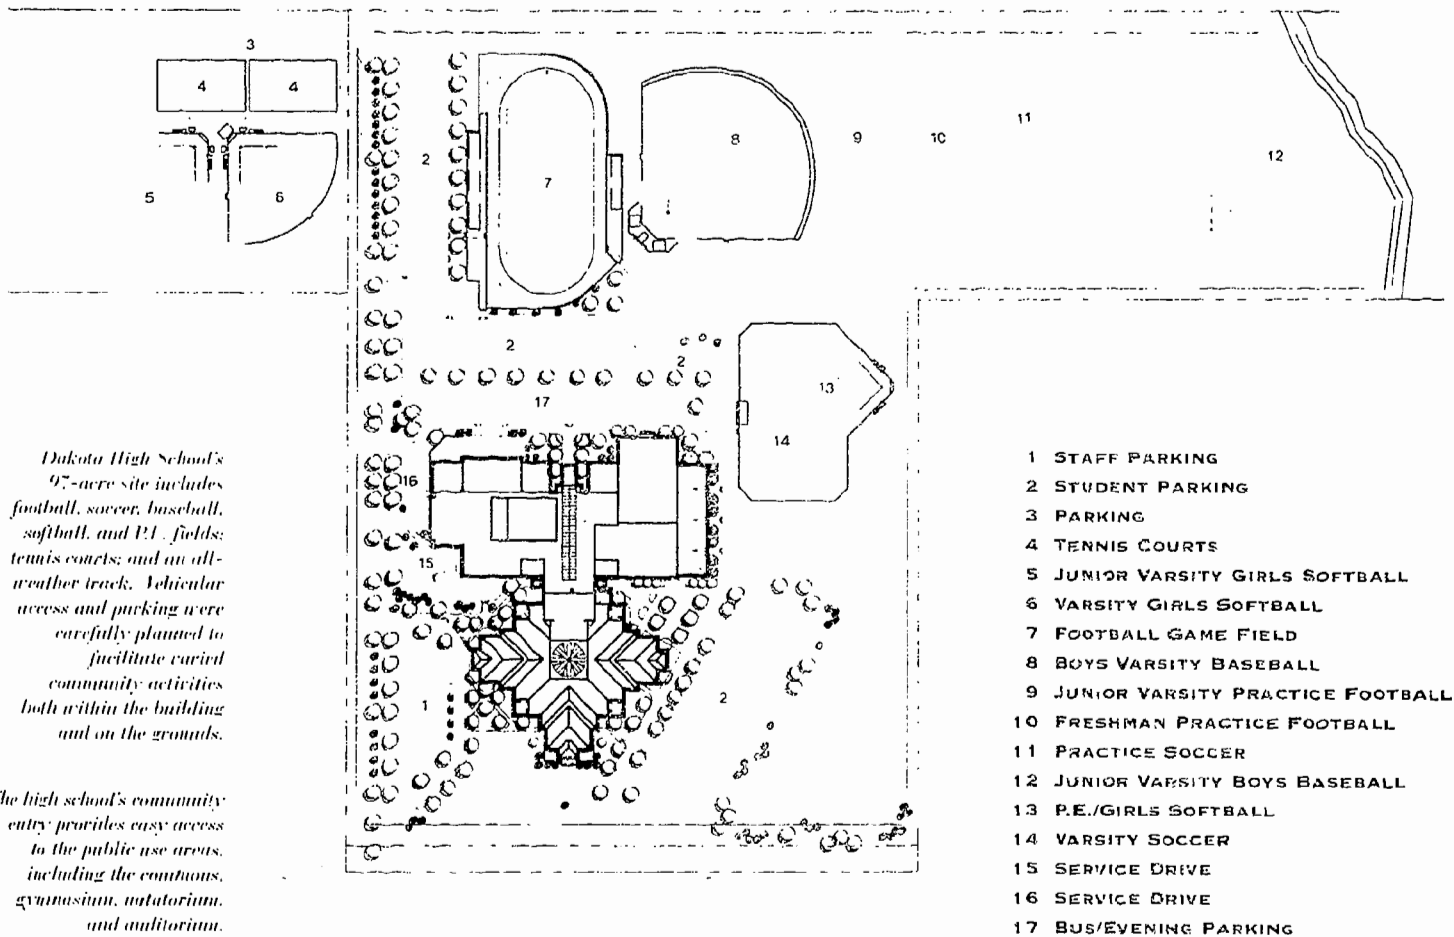 3
4 4
5 6
2
7
8
9
10
11
12
2
2
17
13
14
16
15
1
2
Dakota High School's
97-acre site includes
football, soccer, baseball,
softball, and P.E. fields;
tennis courts; and an all-
weather track. Vehicular
access and parking were
carefully planned to
facilitate varied
community activities
both within the building
and on the grounds.
The high school's community
entry provides easy access
to the public use areas,
including the commons,
gymnasium, natatorium,
and auditorium.
1 STAFF PARKING
2 STUDENT PARKING
3 PARKING
4 TENNIS COURTS
5 JUNIOR VARSITY GIRLS SOFTBALL
6 VARSITY GIRLS SOFTBALL
7 FOOTBALL GAME FIELD
8 BOYS VARSITY BASEBALL
9 JUNIOR VARSITY PRACTICE FOOTBALL
10 FRESHMAN PRACTICE FOOTBALL
11 PRACTICE SOCCER
12 JUNIOR VARSITY BOYS BASEBALL
13 P.E./GIRLS SOFTBALL
14 VARSITY SOCCER
15 SERVICE DRIVE
16 SERVICE DRIVE
17 BUS/EVENING PARKING